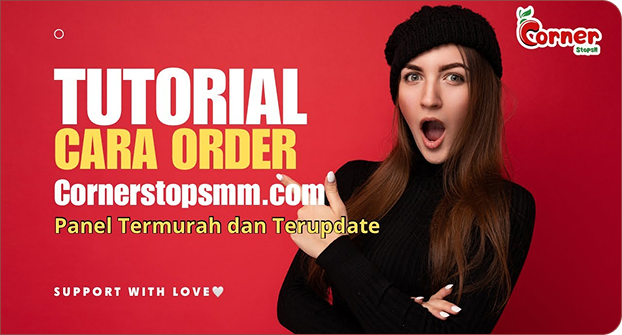 Corner
Stopsm
TUTORIAL
CARA ORDER
Cornerstopsmm.com
Panel Termurah dan Terupdate
SUPPORT WITH LOVE🤍